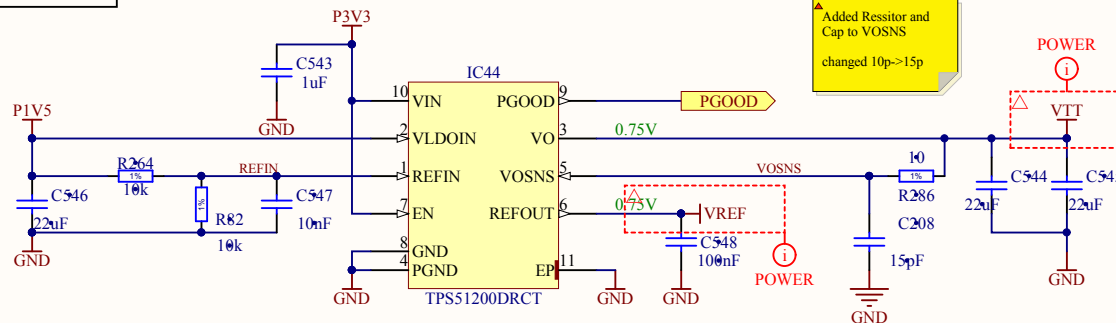 Added Ressitor and
Cap to VOSNS
changed 10p->15p
P3V3
POWER
i
C543
1uF
GND
IC44
10 VIN
PGOOD 9
PGOOD
VTT
P1V5
2 VLDOIN
VO 3
0.75V
R264
1%
10k
REFIN
1 REFIN
VOSNS 5
VOSNS
10
1%
R286
C546
22uF
GND
1%
R82
10k
C547
10nF
7 EN
REFOUT 6
0.75V
VREF
C548
100nF
GND
i
POWER
C208
15pF
GND
C544
22uF
22uF
GND
8 GND
4 PGND
GND
EP 11
GND
TPS51200DRCT